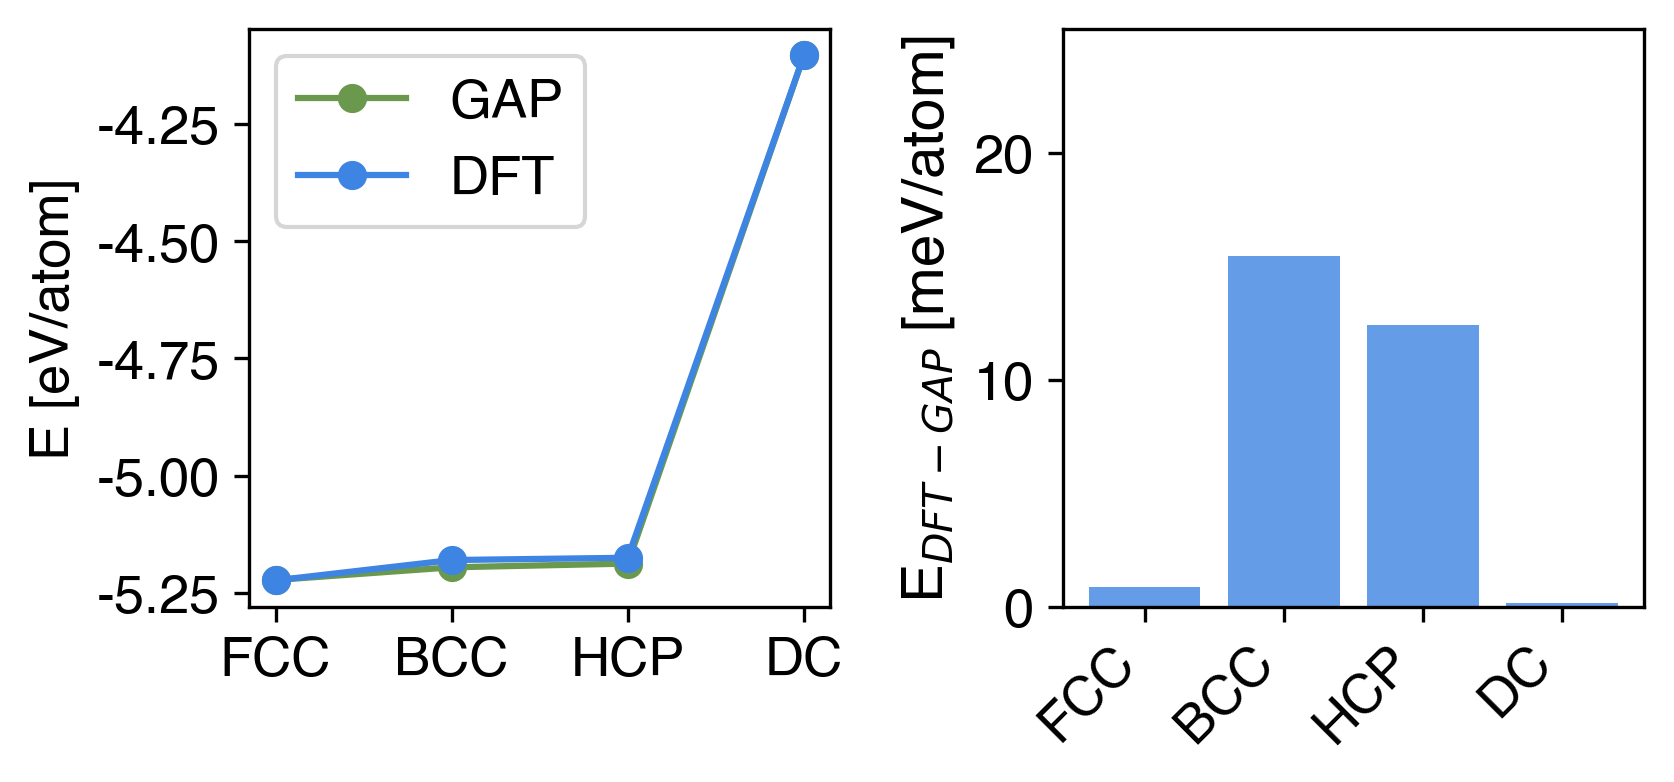 E [eV/atom]
-4.25
-4.50
-4.75
-5.00
-5.25
GAP
DFT
FCC BCC HCP DC
E_{DFT-GAP} [meV/atom]
20
10
0
FCC BCC HCP DC